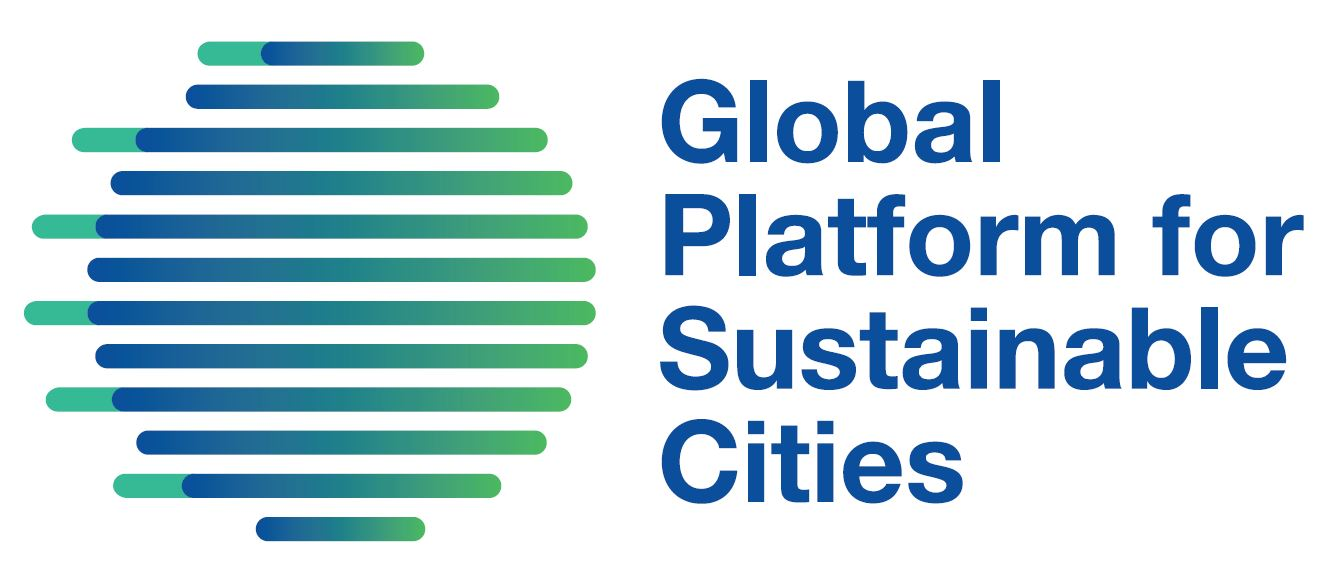 Global
Platform for
Sustainable
Cities